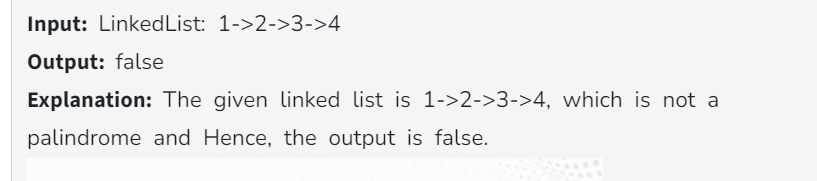 Input: LinkedList: 1->2->3->4
Output: false
Explanation: The given linked list is 1->2->3->4, which is not a
palindrome and Hence, the output is false.